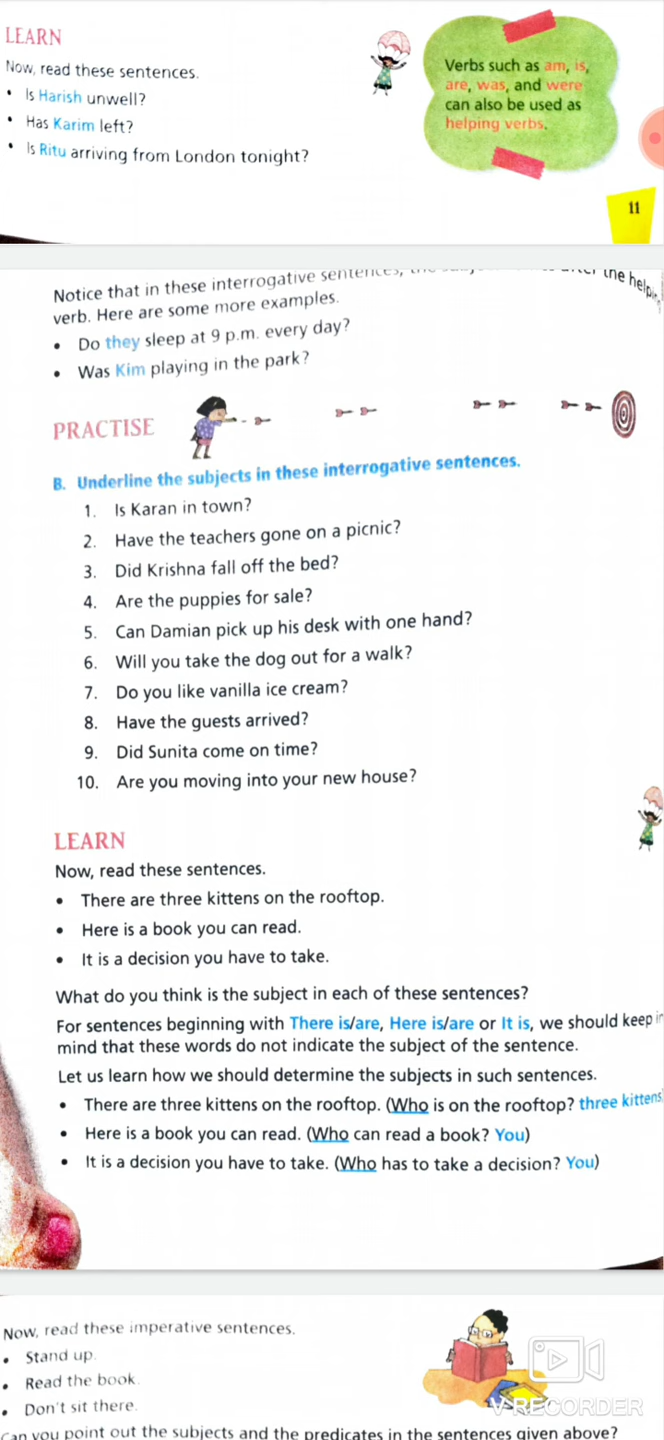 LEARN
Now, read these sentences.
• Is Harish unwell?
• Has Karim left?
• Is Ritu arriving from London tonight?
Verbs such as am, is,
are, was, and were
can also be used as
helping verbs.
11
Notice that in these interrogative sentences, the helping
verb. Here are some more examples.
• Do they sleep at 9 p.m. every day?
• Was Kim playing in the park?
PRACTISE
B. Underline the subjects in these interrogative sentences.
1. Is Karan in town?
2. Have the teachers gone on a picnic?
3. Did Krishna fall off the bed?
4. Are the puppies for sale?
5. Can Damian pick up his desk with one hand?
6. Will you take the dog out for a walk?
7. Do you like vanilla ice cream?
8. Have the guests arrived?
9. Did Sunita come on time?
10. Are you moving into your new house?
LEARN
Now, read these sentences.
• There are three kittens on the rooftop.
• Here is a book you can read.
• It is a decision you have to take.
What do you think is the subject in each of these sentences?
For sentences beginning with There is/are, Here is/are or It is, we should keep in
mind that these words do not indicate the subject of the sentence.
Let us learn how we should determine the subjects in such sentences.
• There are three kittens on the rooftop. (Who is on the rooftop? three kittens
• Here is a book you can read. (Who can read a book? You)
• It is a decision you have to take. (Who has to take a decision? You)
Now, read these imperative sentences.
• Stand up.
• Read the book.
• Don't sit there.
Can you point out the subjects and the predicates in the sentences given above?
V RECORDER